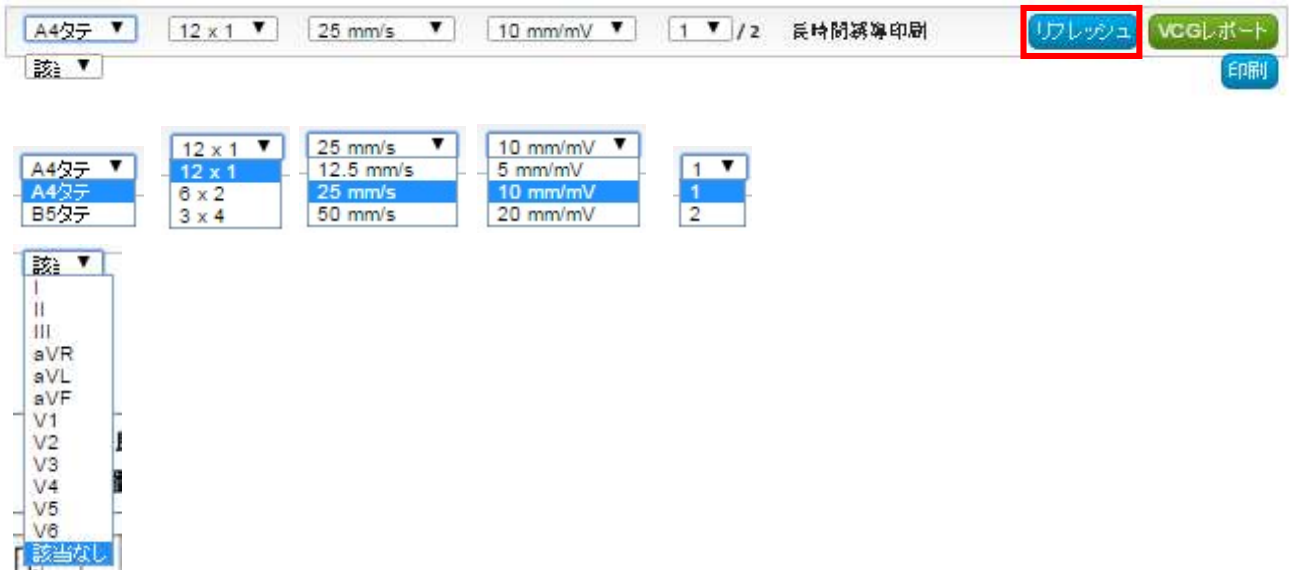 A4タテ ▼ 12 x 1 ▼ 25 mm/s ▼ 10 mm/mV ▼ 1 ▼ / 2 長時間誘導印刷 リフレッシュ VCGレポート
該 ▼ 印刷
A4タテ ▼
A4タテ
B5タテ
12 x 1 ▼
12 x 1
6 x 2
3 x 4
25 mm/s ▼
12.5 mm/s
25 mm/s
50 mm/s
10 mm/mV ▼
5 mm/mV
10 mm/mV
20 mm/mV
1 ▼
1
2
該 ▼
I
II
III
aVR
aVL
aVF
V1
V2
V3
V4
V5
V6
該当なし